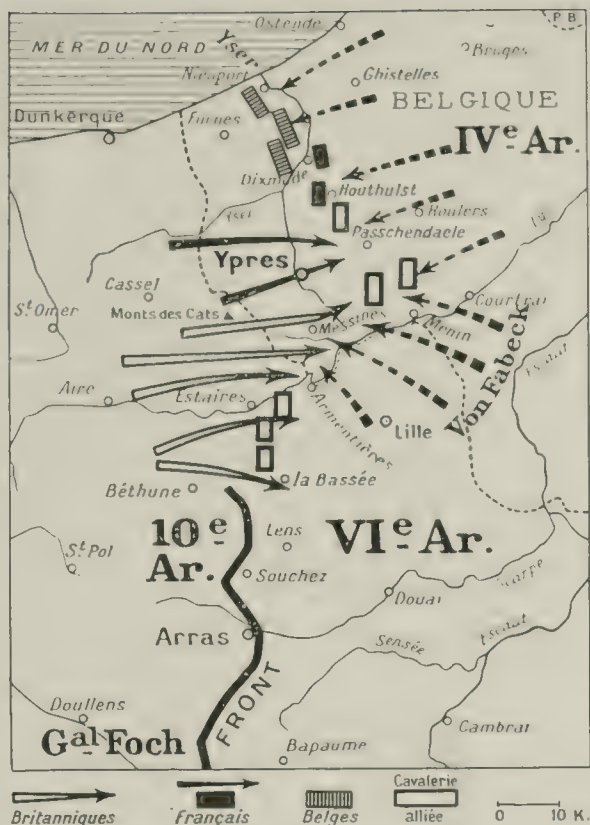 Ostende
P B
MER DU NORD
Yser
Bruges
Nieuport
Ghistelles
BELGIQUE
Dunkerque
Furnes
IVe Ar.
Dixmude
Houthulst
Yser
Roulers
Lys
Passchendaele
Ypres
Cassel
Courtrai
St Omer
Monts des Cats
Messines
Menin
Escaut
Von Fabeck
Aire
Estaires
Armentières
Lille
la Bassée
Béthune
10e
Ar.
VIe Ar.
Lens
St Pol
Souchez
Scarpe
Douai
Arras
Sensée
Escaut
FRONT
Doullens
Gal Foch
Cambrai
Bapaume
Britanniques
Français
Belges
Cavalerie
alliée
0 10 K.